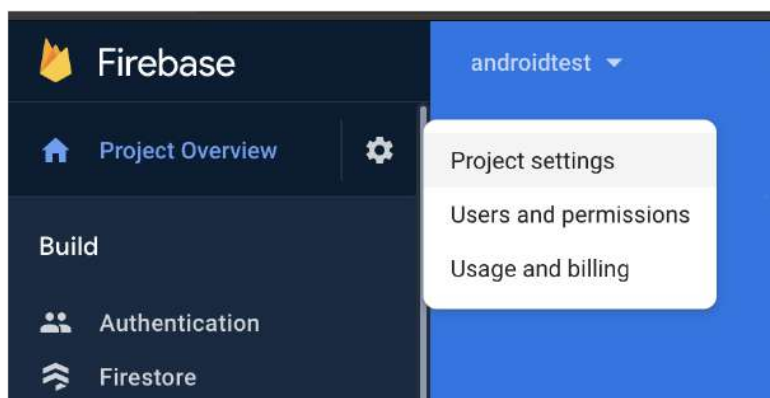 Firebase
androidtest
Project Overview
Project settings
Users and permissions
Usage and billing
Build
Authentication
Firestore